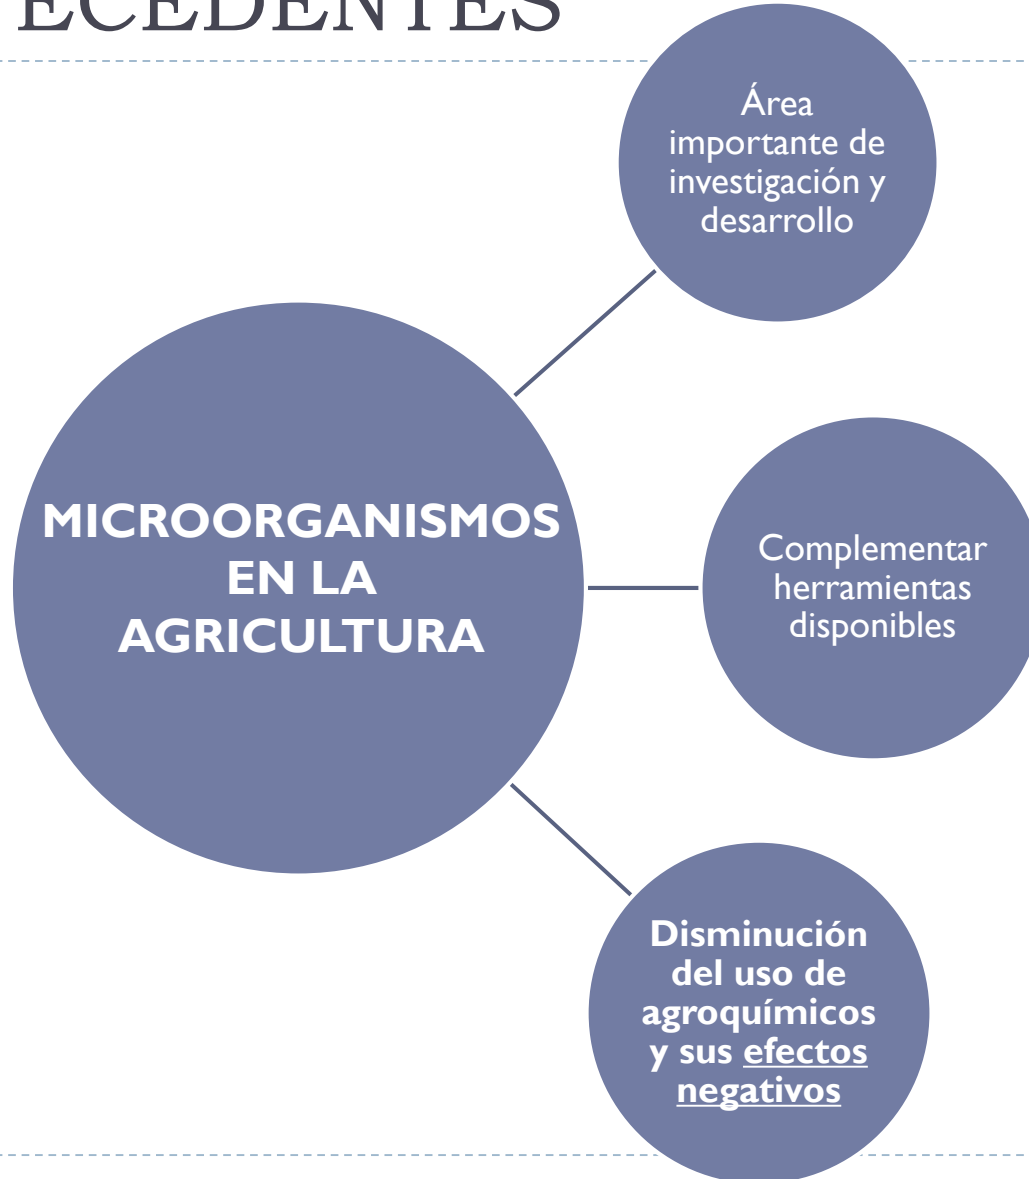 ECEDENTES
Área
importante de
investigación y
desarrollo
MICROORGANISMOS
EN LA
AGRICULTURA
Complementar
herramientas
disponibles
Disminución
del uso de
agroquímicos
y sus efectos
negativos